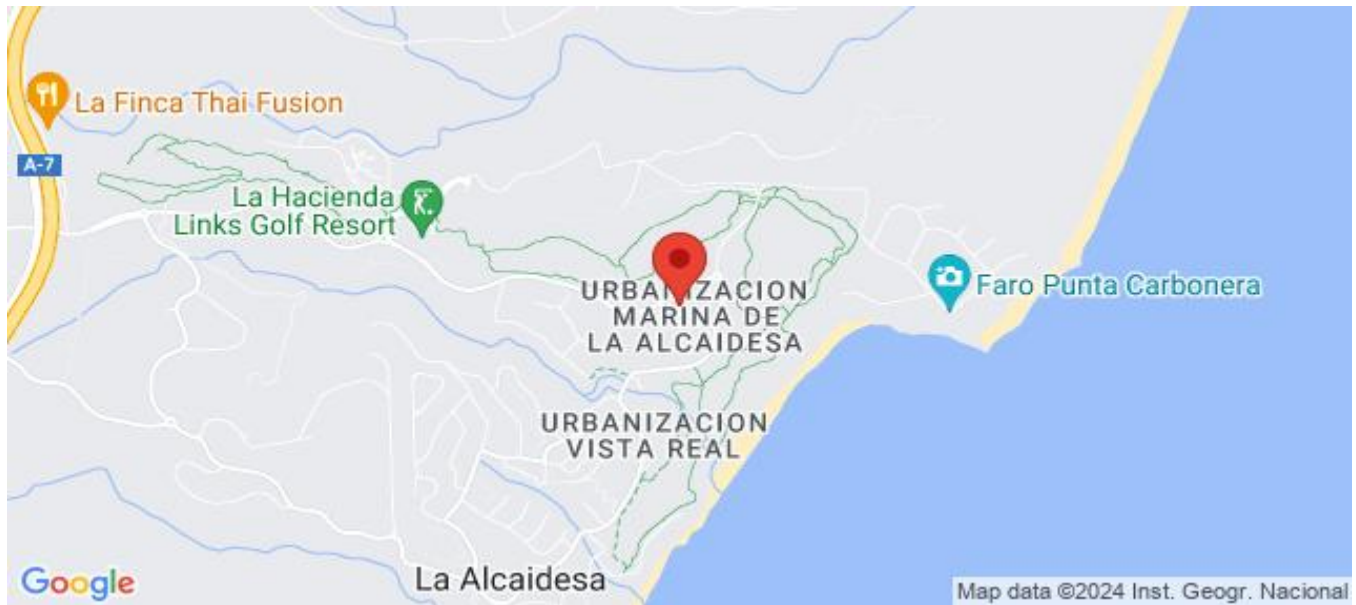 La Finca Thai Fusion
A-7
La Hacienda
Links Golf Resort
URBANIZACION
MARINA DE
LA ALCAIDESA
Faro Punta Carbonera
URBANIZACION
VISTA REAL
La Alcaidesa
Google
Map data ©2024 Inst. Geogr. Nacional